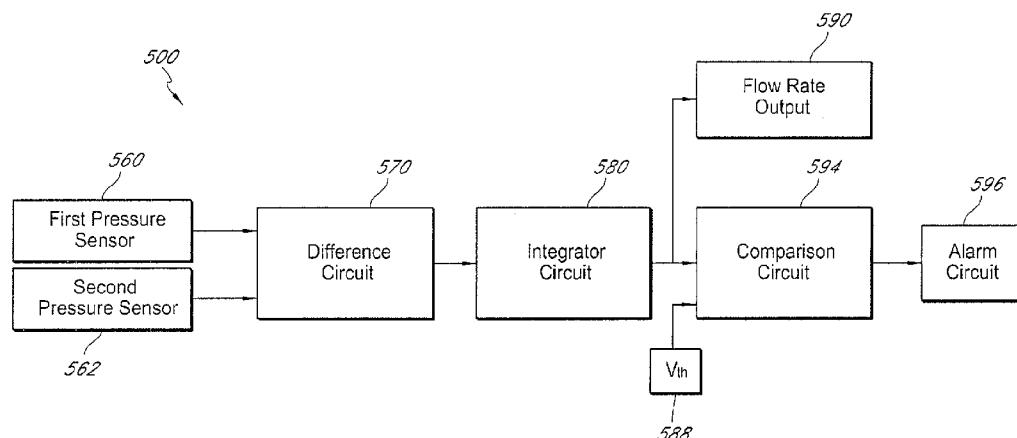 590
500
Flow Rate
Output
560
570
580
594
596
First Pressure
Sensor
Difference
Circuit
Integrator
Circuit
Comparison
Circuit
Alarm
Circuit
Second
Pressure Sensor
562
Vth
588